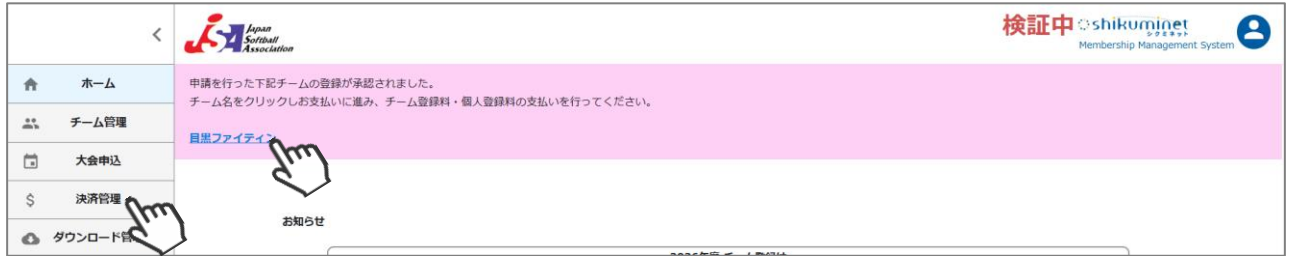 Japan
Softball
Association
検証中
shikuminet
シクミネット
Membership Management System
ホーム
チーム管理
大会申込
決済管理
ダウンロード管
申請を行った下記チームの登録が承認されました。
チーム名をクリックしお支払いに進み、チーム登録料・個人登録料の支払いを行ってください。
目黒ファイティン
お知らせ